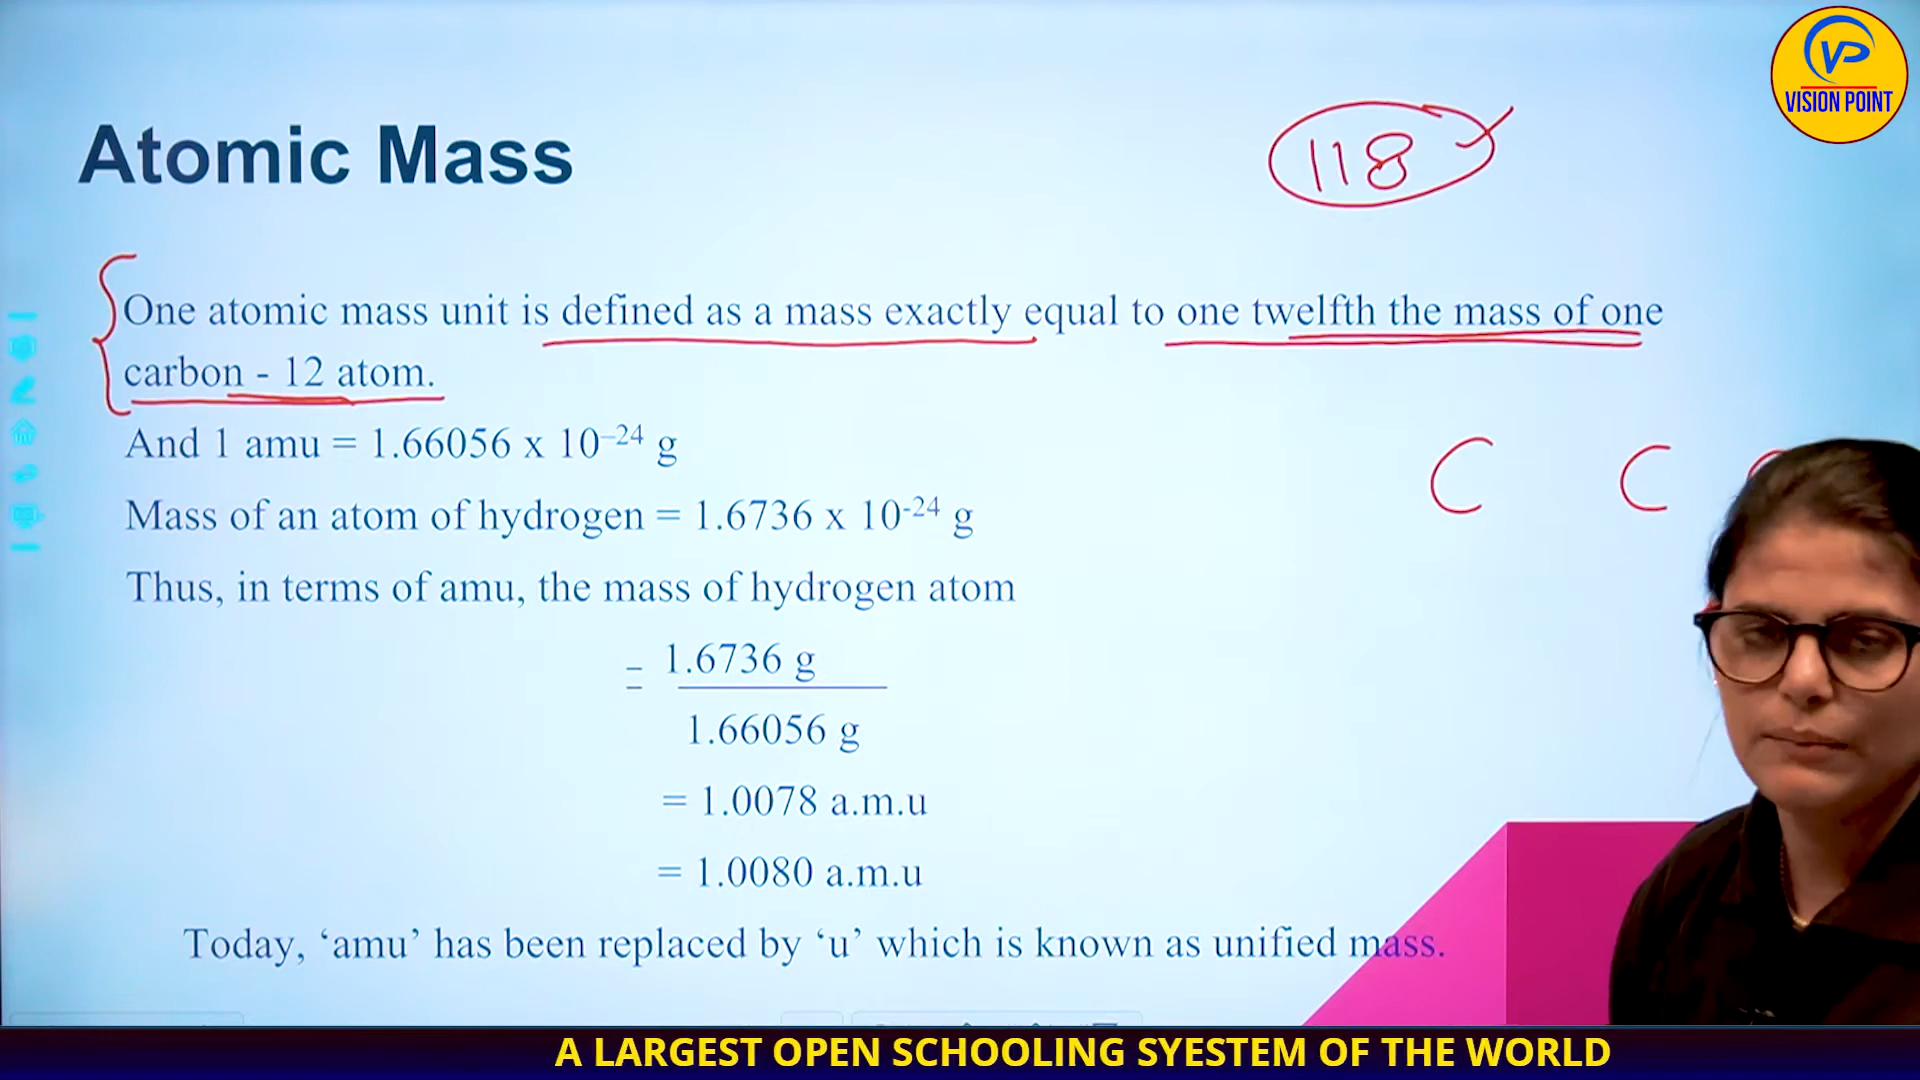 VP
VISION POINT
Atomic Mass
118
One atomic mass unit is defined as a mass exactly equal to one twelfth the mass of one
carbon - 12 atom.
And 1 amu = 1.66056 x 10⁻²⁴ g
C C
Mass of an atom of hydrogen = 1.6736 x 10⁻²⁴ g
Thus, in terms of amu, the mass of hydrogen atom
= 1.6736 g
1.66056 g
= 1.0078 a.m.u
= 1.0080 a.m.u
Today, ‘amu’ has been replaced by ‘u’ which is known as unified mass.
A LARGEST OPEN SCHOOLING SYESTEM OF THE WORLD